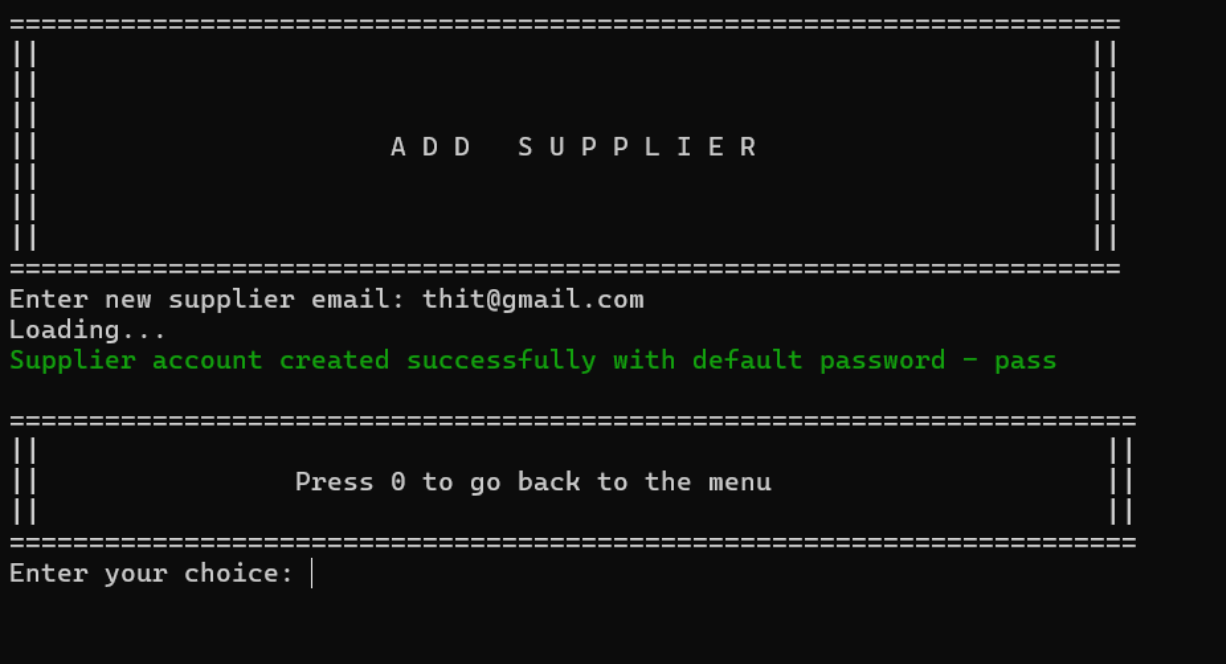 ======================================================================
||                                                                  ||
||                                                                  ||
||                                                                  ||
||                      A D D   S U P P L I E R                     ||
||                                                                  ||
||                                                                  ||
||                                                                  ||
======================================================================
Enter new supplier email: thit@gmail.com
Loading...
Supplier account created successfully with default password - pass
=======================================================================
||                                                                   ||
||                Press 0 to go back to the menu                     ||
||                                                                   ||
=======================================================================
Enter your choice: